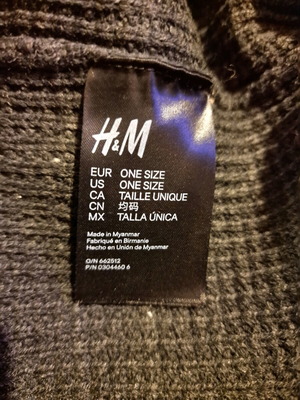 H&M
EUR ONE SIZE
US ONE SIZE
CA TAILLE UNIQUE
CN 均码
MX TALLA ÚNICA
Made in Myanmar
Fabriqué en Birmanie
Hecho en Unión de Myanmar
O/N 662512
P/N 0304460 6